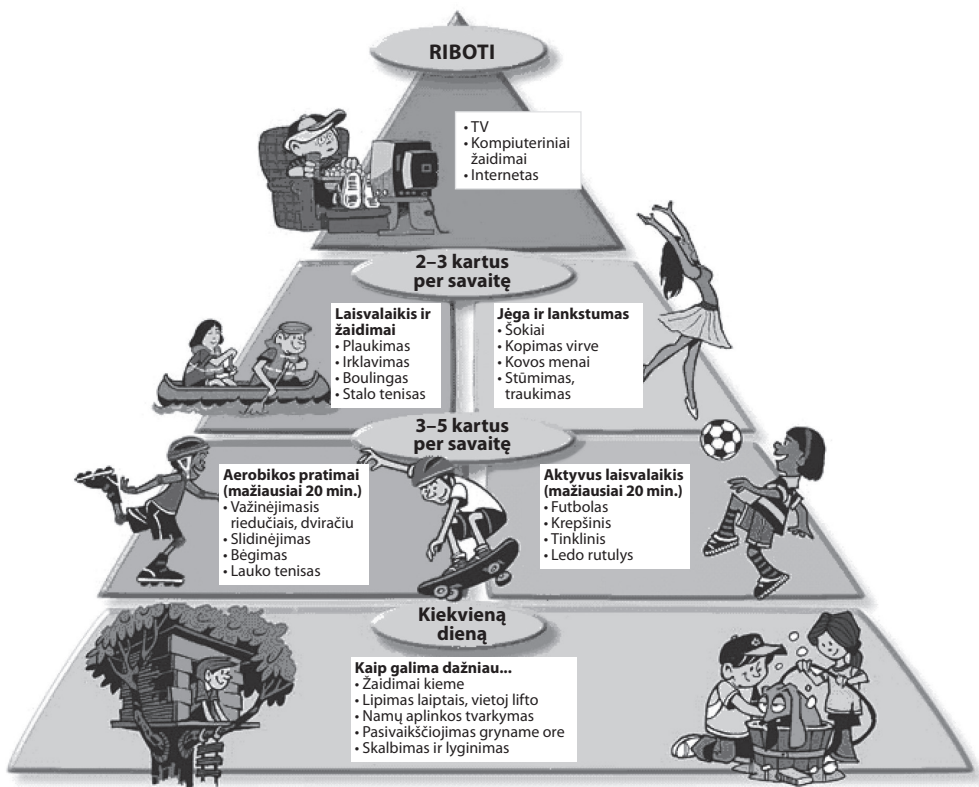 RIBOTI
• TV
• Kompiuteriniai
žaidimai
• Internetas
2–3 kartus
per savaitę
Laisvalaikis ir
žaidimai
• Plaukimas
• Irklavimas
• Boulingas
• Stalo tenisas
Jėga ir lankstumas
• Šokiai
• Kopimas virve
• Kovos menai
• Stūmimas,
traukimas
3–5 kartus
per savaitę
Aerobikos pratimai
(mažiausiai 20 min.)
• Važinėjimasis
riedučiais, dviračiu
• Slidinėjimas
• Bėgimas
• Lauko tenisas
Aktyvus laisvalaikis
(mažiausiai 20 min.)
• Futbolas
• Krepšinis
• Tinklinis
• Ledo rutulys
Kiekvieną
dieną
Kaip galima dažniau...
• Žaidimai kieme
• Lipimas laiptais, vietoj lifto
• Namų aplinkos tvarkymas
• Pasivaikščiojimas gryname ore
• Skalbimas ir lyginimas